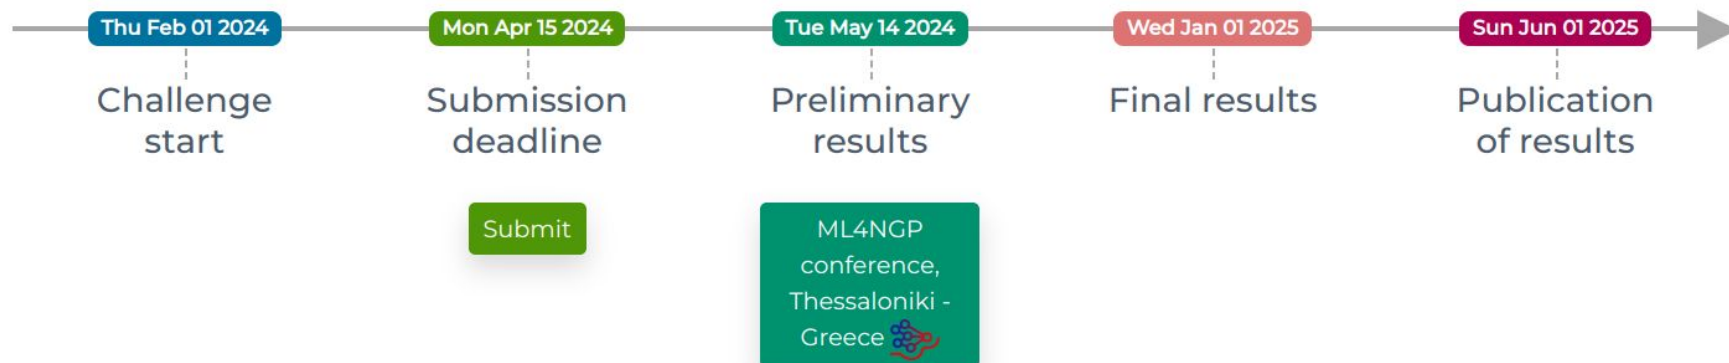 Thu Feb 01 2024
Mon Apr 15 2024
Tue May 14 2024
Wed Jan 01 2025
Sun Jun 01 2025
Challenge
start
Submission
deadline
Preliminary
results
Final results
Publication
of results
Submit
ML4NGP
conference,
Thessaloniki -
Greece